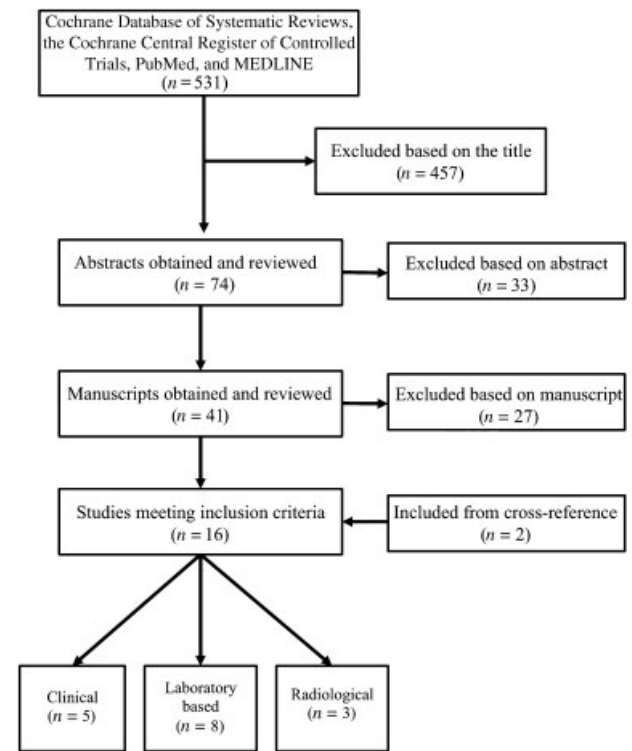 Cochrane Database of Systematic Reviews,
the Cochrane Central Register of Controlled
Trials, PubMed, and MEDLINE
(n = 531)
Excluded based on the title
(n = 457)
Abstracts obtained and reviewed
(n = 74)
Excluded based on abstract
(n = 33)
Manuscripts obtained and reviewed
(n = 41)
Excluded based on manuscript
(n = 27)
Studies meeting inclusion criteria
(n = 16)
Included from cross-reference
(n = 2)
Clinical
(n = 5)
Laboratory
based
(n = 8)
Radiological
(n = 3)